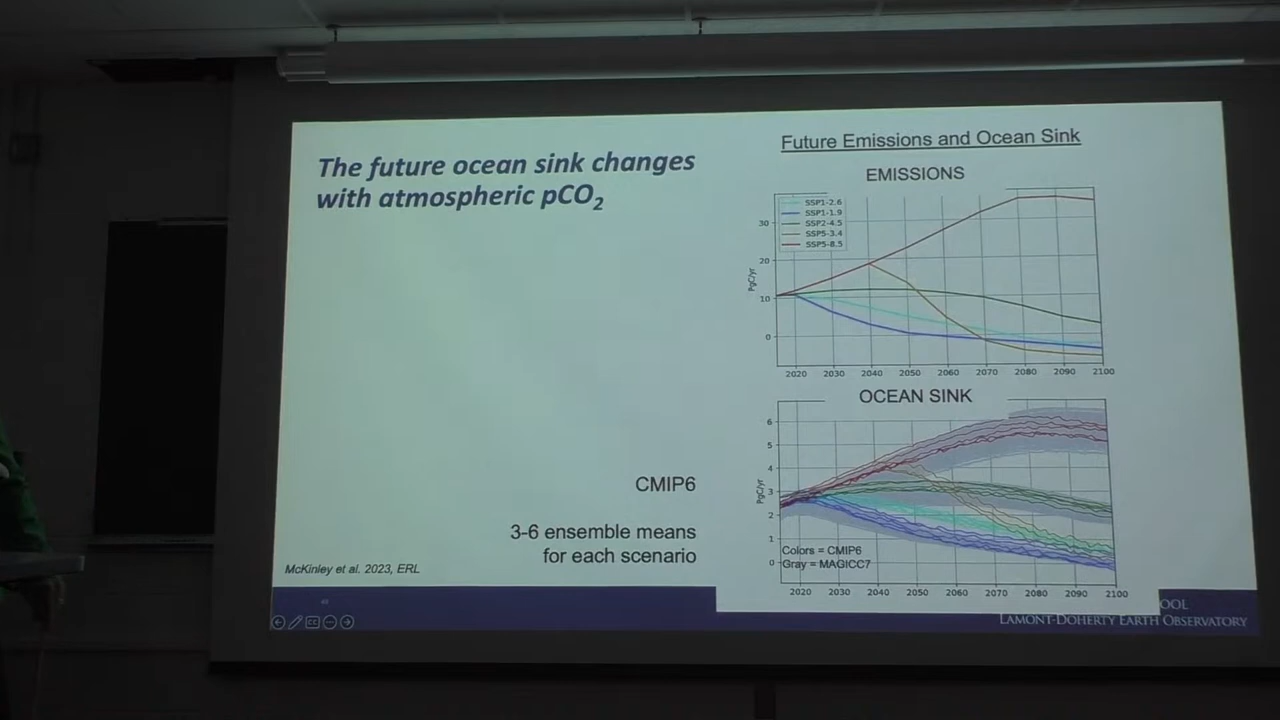 The future ocean sink changes
with atmospheric pCO2
CMIP6
3-6 ensemble means
for each scenario
McKinley et al. 2023, ERL
Future Emissions and Ocean Sink
EMISSIONS
SSP1-2.6
SSP1-1.9
SSP2-4.5
SSP5-3.4
SSP5-8.5
PgC/yr
30
20
10
0
2020 2030 2040 2050 2060 2070 2080 2090 2100
OCEAN SINK
PgC/yr
6
5
4
3
2
1
0
Colors = CMIP6
Gray = MAGICC7
2020 2030 2040 2050 2060 2070 2080 2090 2100
OOL
LAMONT-DOHERTY EARTH OBSERVATORY
CC